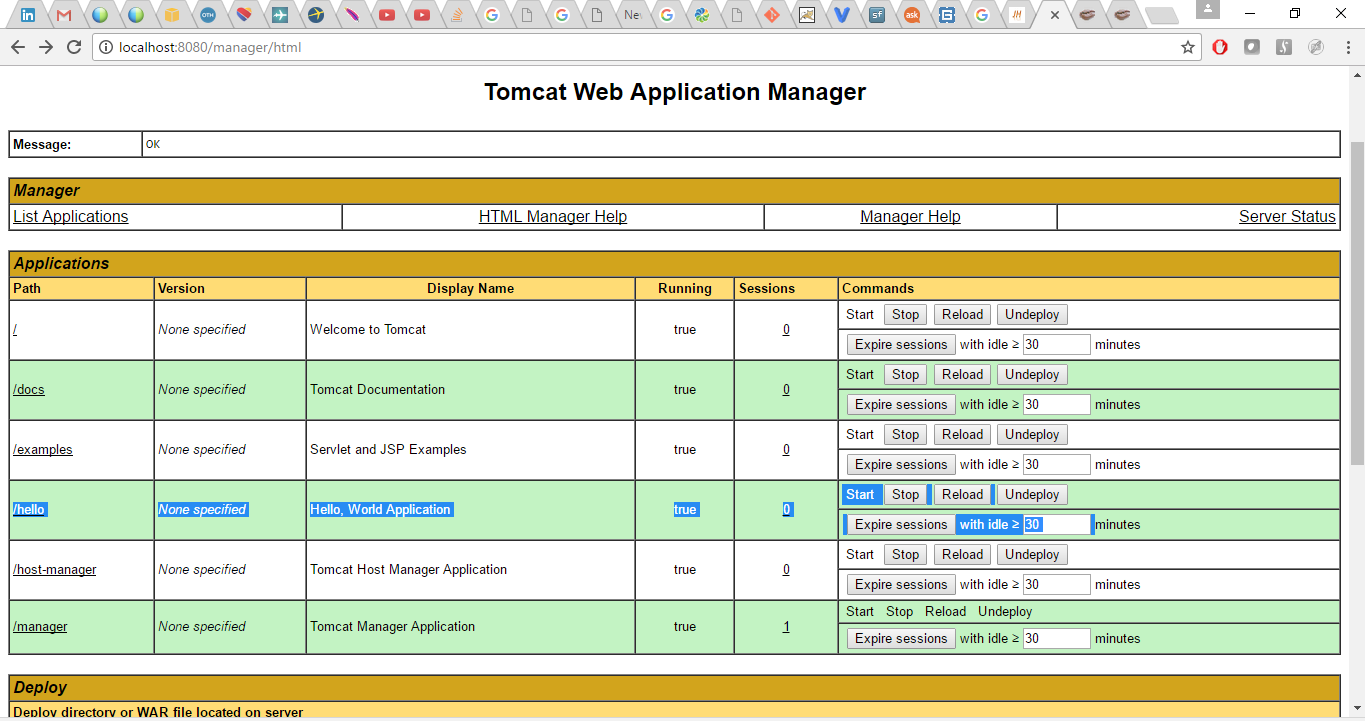 Ne
localhost:8080/manager/html
Tomcat Web Application Manager
Message: OK
Manager
List Applications HTML Manager Help Manager Help Server Status
Applications
Path Version Display Name Running Sessions Commands
/ None specified Welcome to Tomcat true 0 Start Stop Reload Undeploy
Expire sessions with idle ≥ 30 minutes
/docs None specified Tomcat Documentation true 0 Start Stop Reload Undeploy
Expire sessions with idle ≥ 30 minutes
/examples None specified Servlet and JSP Examples true 0 Start Stop Reload Undeploy
Expire sessions with idle ≥ 30 minutes
/hello None specified Hello, World Application true 0 Start Stop Reload Undeploy
Expire sessions with idle ≥ 30 minutes
/host-manager None specified Tomcat Host Manager Application true 0 Start Stop Reload Undeploy
Expire sessions with idle ≥ 30 minutes
/manager None specified Tomcat Manager Application true 1 Start Stop Reload Undeploy
Expire sessions with idle ≥ 30 minutes
Deploy
Deploy directory or WAR file located on server